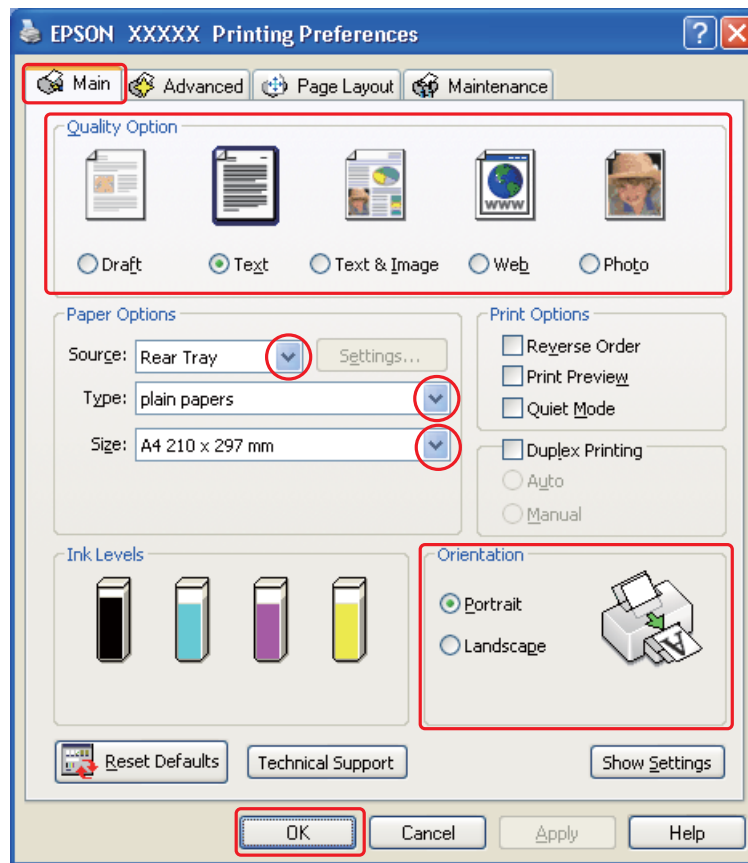 EPSON XXXXX Printing Preferences
Main Advanced Page Layout Maintenance
Quality Option
WWW
Draft Text Text & Image Web Photo
Paper Options
Source: Rear Tray Settings...
Type: plain papers
Size: A4 210 x 297 mm
Print Options
Reverse Order
Print Preview
Quiet Mode
Duplex Printing
Auto
Manual
Ink Levels
Orientation
Portrait
Landscape
A
Reset Defaults Technical Support Show Settings
OK Cancel Apply Help